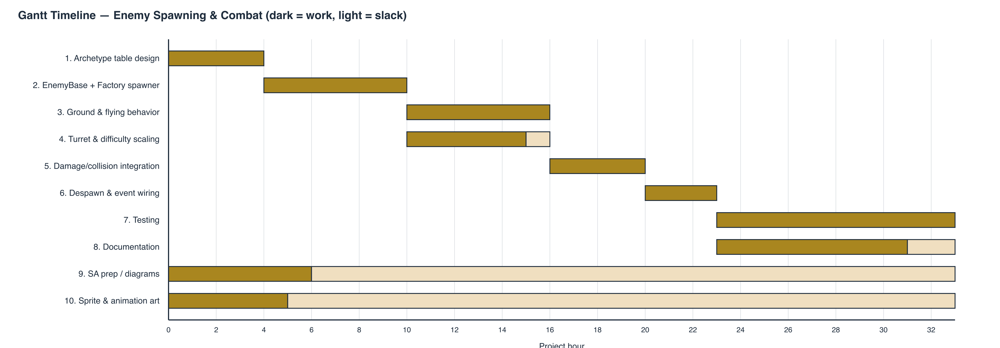 Gantt Timeline — Enemy Spawning & Combat (dark = work, light = slack)
1. Archetype table design
2. EnemyBase + Factory spawner
3. Ground & flying behavior
4. Turret & difficulty scaling
5. Damage/collision integration
6. Despawn & event wiring
7. Testing
8. Documentation
9. SA prep / diagrams
10. Sprite & animation art
0 2 4 6 8 10 12 14 16 18 20 22 24 26 28 30 32
Project hour